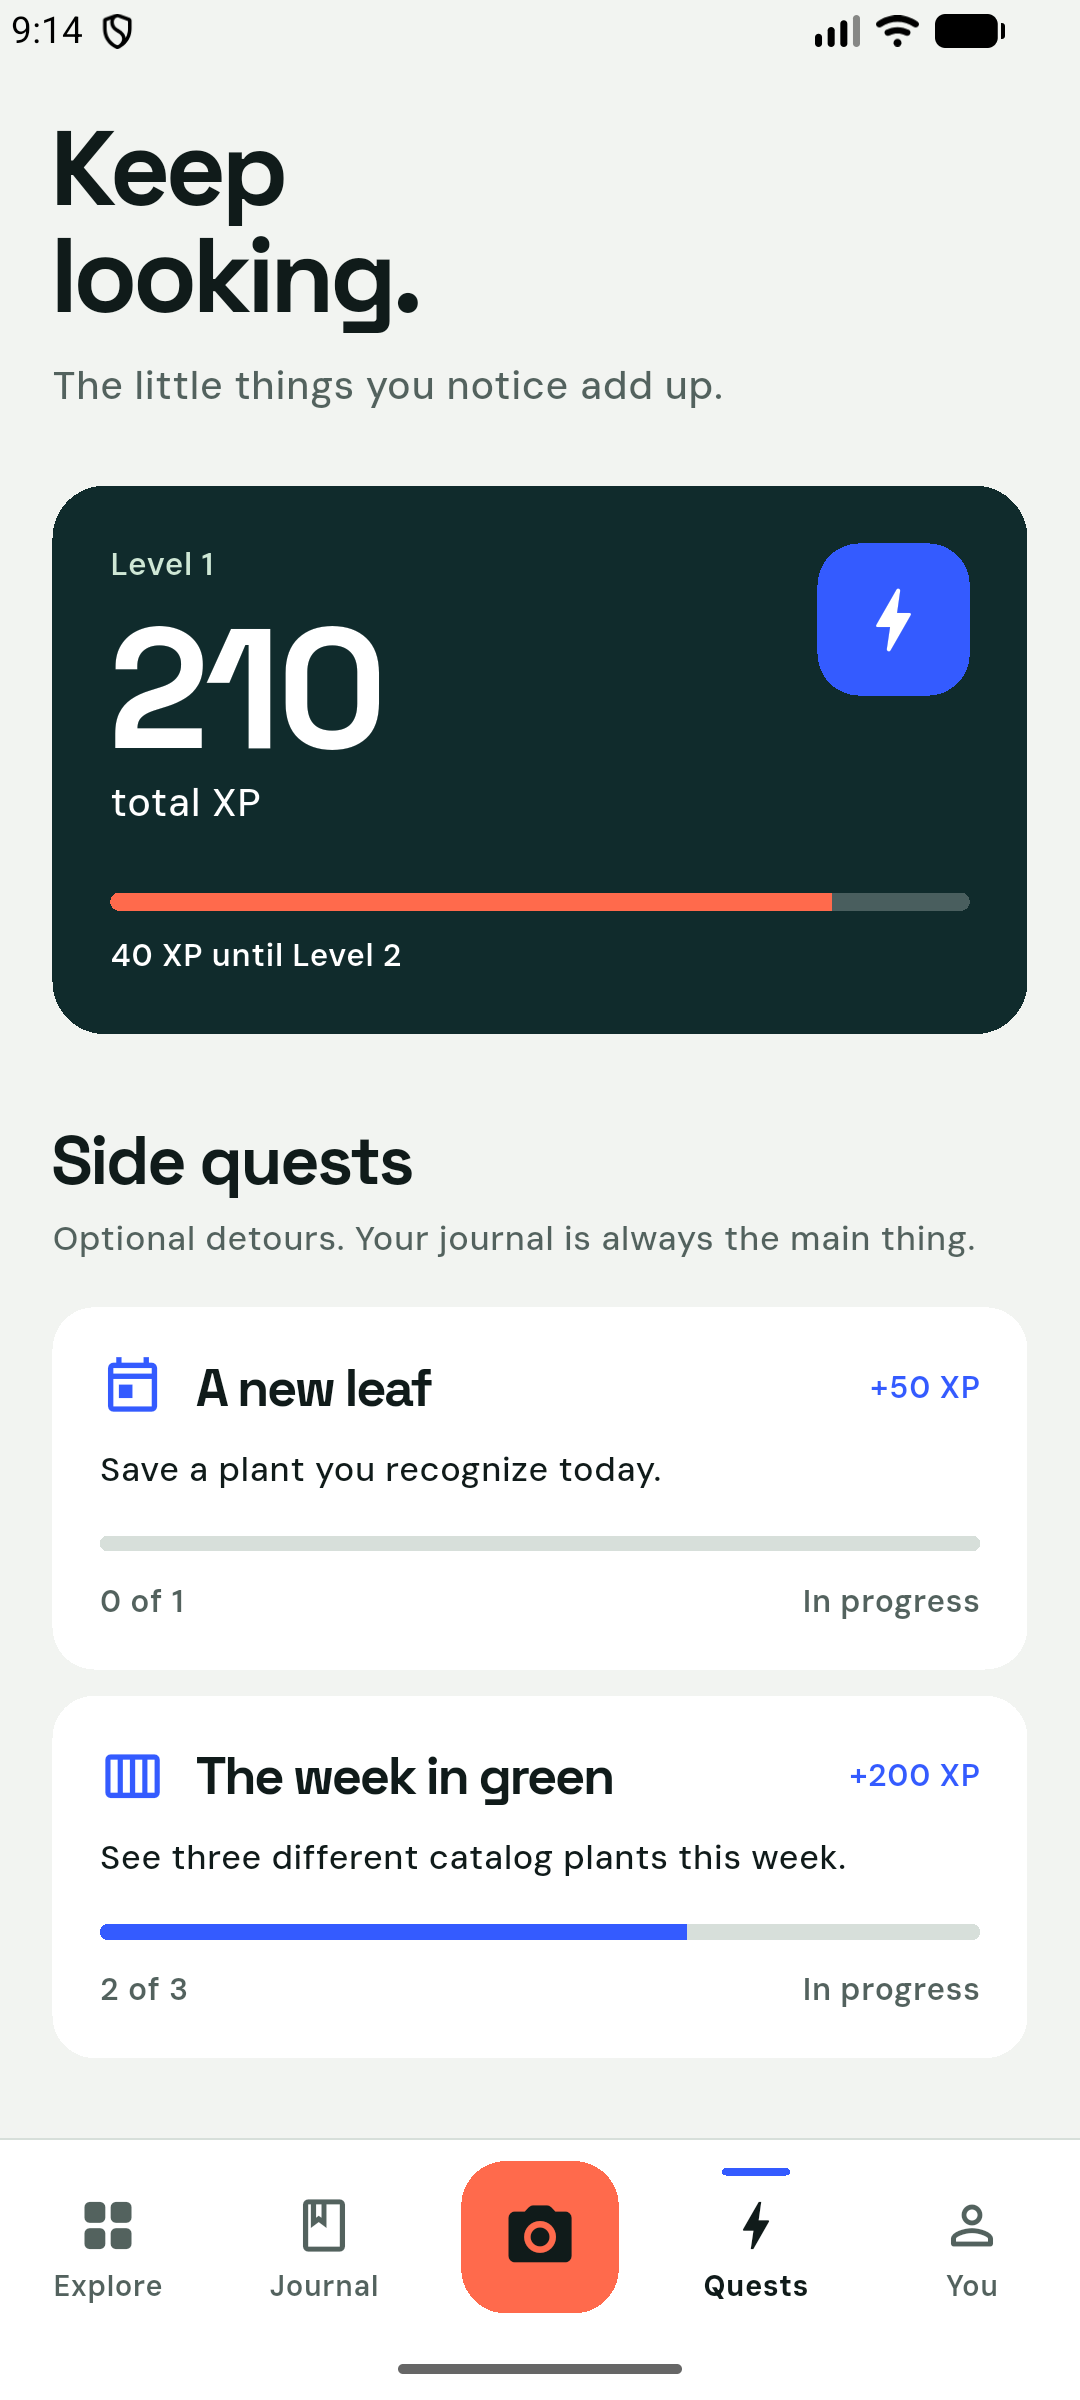 9:14
Keep
looking.
The little things you notice add up.
Level 1
210
total XP
40 XP until Level 2
Side quests
Optional detours. Your journal is always the main thing.
A new leaf
+50 XP
Save a plant you recognize today.
0 of 1
In progress
The week in green
+200 XP
See three different catalog plants this week.
2 of 3
In progress
Explore
Journal
Quests
You